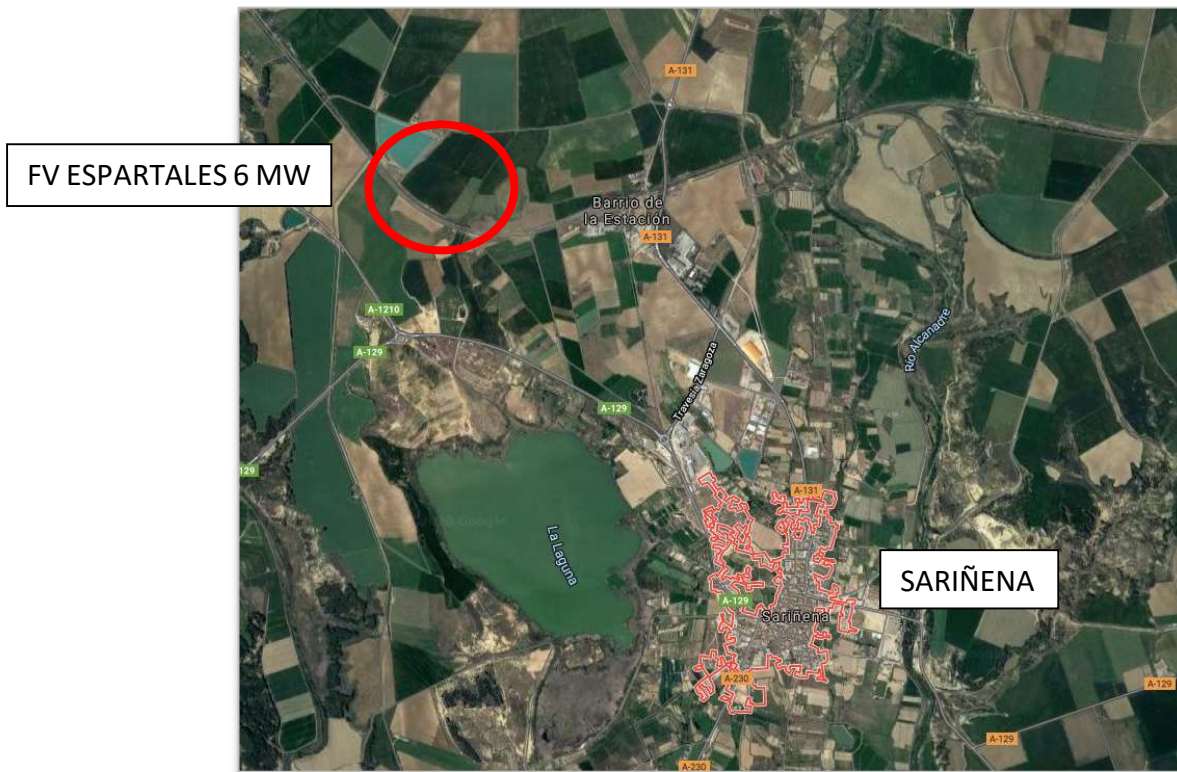 A-131
FV ESPARTALES 6 MW
Barrio de
la Estación
A-131
A-1210
A-129
Río Alcanadre
Travesía Zaragoza
A-129
129
A-131
La Laguna
SARIÑENA
A-129
Sariñena
A-230
A-129
A-129
A-230